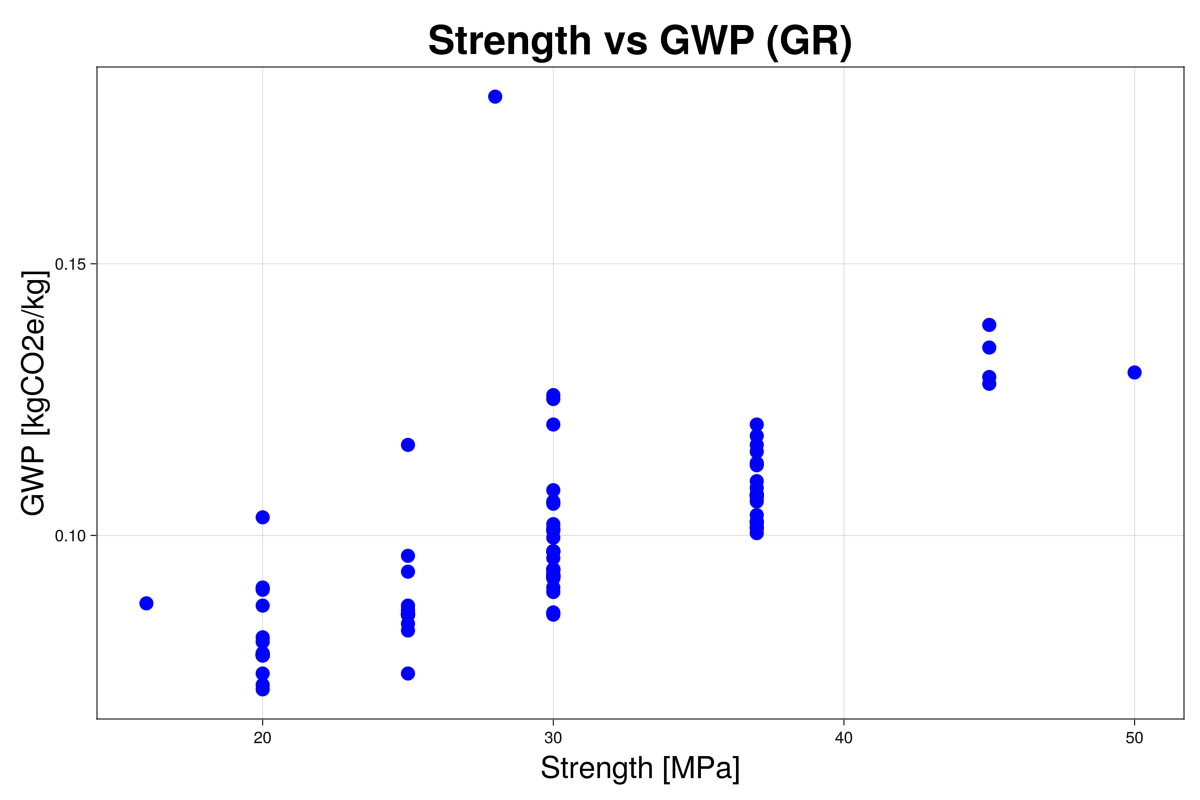 Strength vs GWP (GR)
GWP [kgCO2e/kg]
0.15
0.10
20 30 40 50
Strength [MPa]